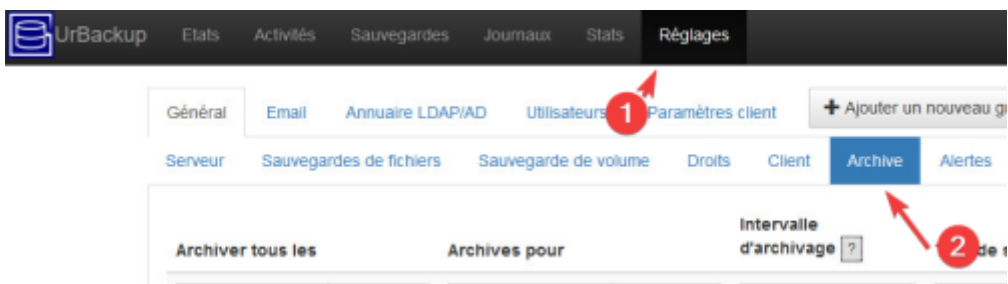 UrBackup Etats Activités Sauvegardes Journaux Stats Réglages
1
Général Email Annuaire LDAP/AD Utilisateurs Paramètres client + Ajouter un nouveau
Serveur Sauvegardes de fichiers Sauvegarde de volume Droits Client Archive Alertes
Archiver tous les Archives pour Intervalle d'archivage ? 2 de